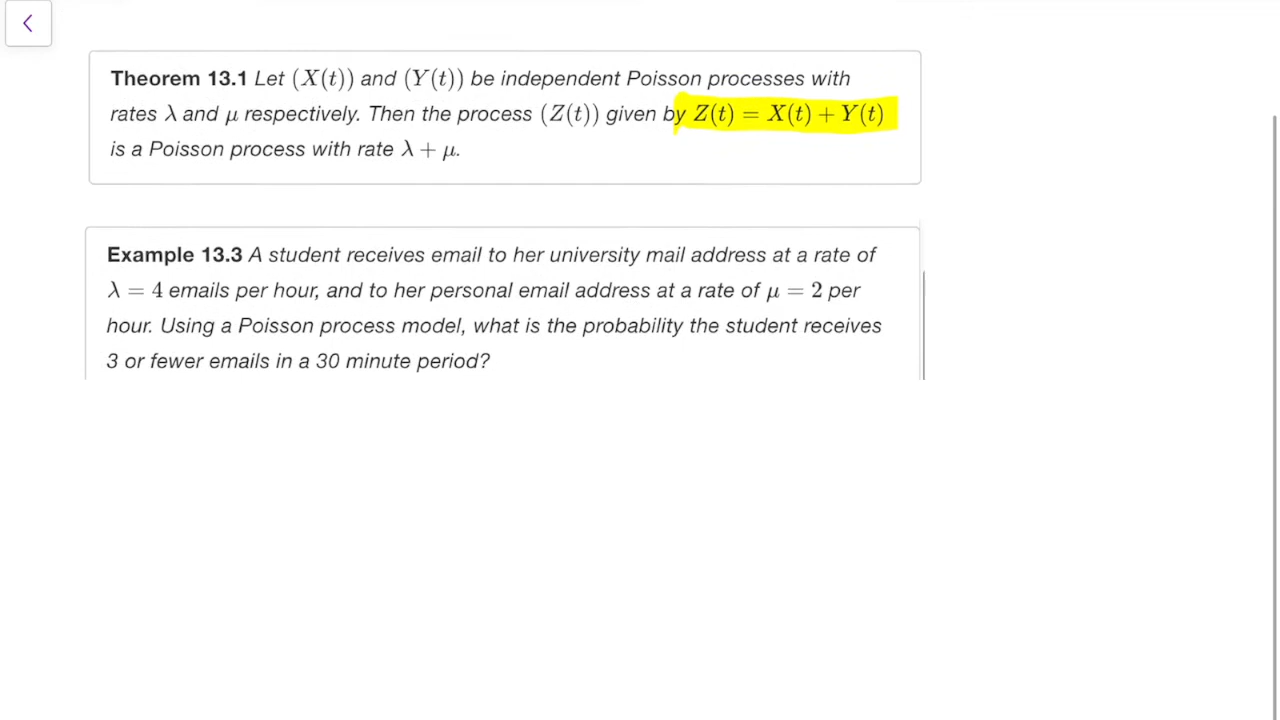 Theorem 13.1 Let (X(t)) and (Y(t)) be independent Poisson processes with
rates λ and μ respectively. Then the process (Z(t)) given by Z(t) = X(t) + Y(t)
is a Poisson process with rate λ + μ.
Example 13.3 A student receives email to her university mail address at a rate of
λ = 4 emails per hour, and to her personal email address at a rate of μ = 2 per
hour. Using a Poisson process model, what is the probability the student receives
3 or fewer emails in a 30 minute period?